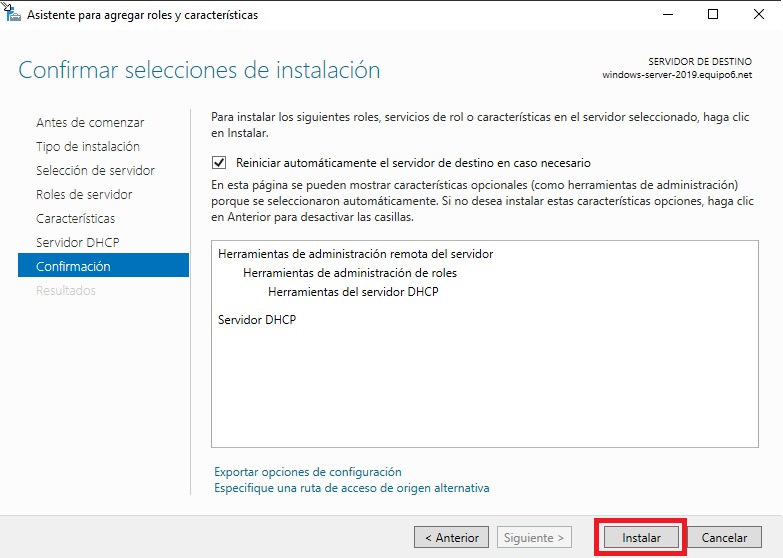 Asistente para agregar roles y características
Confirmar selecciones de instalación
SERVIDOR DE DESTINO
windows-server-2019.equipo6.net
Antes de comenzar
Tipo de instalación
Selección de servidor
Roles de servidor
Características
Servidor DHCP
Confirmación
Resultados
Para instalar los siguientes roles, servicios de rol o características en el servidor seleccionado, haga clic
en Instalar.
Reiniciar automáticamente el servidor de destino en caso necesario
En esta página se pueden mostrar características opcionales (como herramientas de administración)
porque se seleccionaron automáticamente. Si no desea instalar estas características opciones, haga clic
en Anterior para desactivar las casillas.
Herramientas de administración remota del servidor
Herramientas de administración de roles
Herramientas del servidor DHCP
Servidor DHCP
Exportar opciones de configuración
Especifique una ruta de acceso de origen alternativa
< Anterior
Siguiente >
Instalar
Cancelar